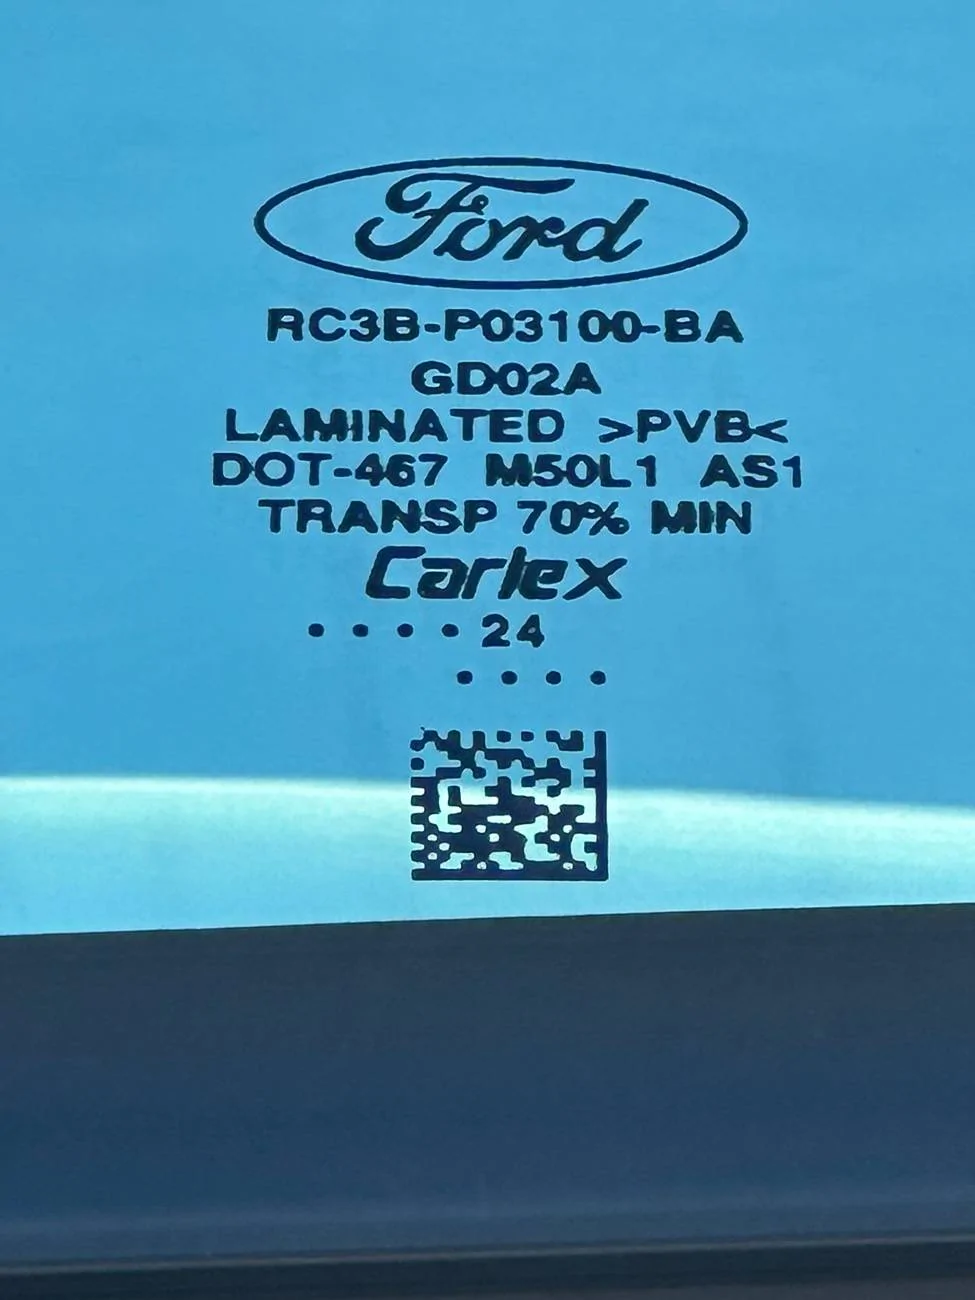 Ford
RC3B-P03100-BA
GD02A
LAMINATED >PVB<
DOT-467 M50L1 AS1
TRANSP 70% MIN
Carlex
....24
....